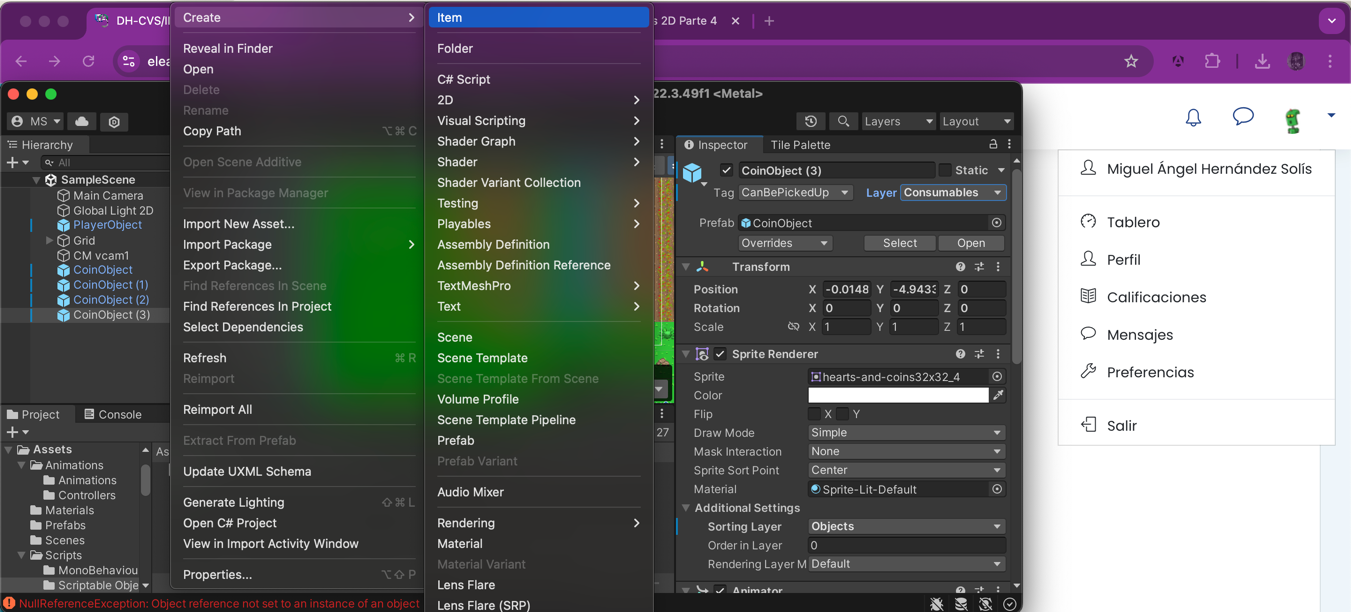 DH-CVS/II
s 2D Parte 4
elea
22.3.49f1 <Metal>
MS
Layers
Layout
Hierarchy
All
SampleScene
Main Camera
Global Light 2D
PlayerObject
Grid
CM vcam1
CoinObject
CoinObject (1)
CoinObject (2)
CoinObject (3)
Project
Console
Assets
Animations
Animations
Controllers
Materials
Prefabs
Scenes
Scripts
MonoBehaviou
Scriptable Obje
As
27
NullReferenceException: Object reference not set to an instance of an object
Create
Reveal in Finder
Open
Delete
Rename
Copy Path ⌥⌘C
Open Scene Additive
View in Package Manager
Import New Asset...
Import Package
Export Package...
Find References In Scene
Find References In Project
Select Dependencies
Refresh ⌘R
Reimport
Reimport All
Extract From Prefab
Update UXML Schema
Generate Lighting ⇧⌘L
Open C# Project
View in Import Activity Window
Properties... ⌥⇧P
Item
Folder
C# Script
2D
Visual Scripting
Shader Graph
Shader
Shader Variant Collection
Testing
Playables
Assembly Definition
Assembly Definition Reference
TextMeshPro
Text
Scene
Scene Template
Scene Template From Scene
Volume Profile
Scene Template Pipeline
Prefab
Prefab Variant
Audio Mixer
Rendering
Material
Material Variant
Lens Flare
Lens Flare (SRP)
Inspector
Tile Palette
CoinObject (3)
Static
Tag CanBePickedUp
Layer Consumables
Prefab CoinObject
Overrides
Select
Open
Transform
Position X -0.0148 Y -4.9433 Z 0
Rotation X 0 Y 0 Z 0
Scale X 1 Y 1 Z 1
Sprite Renderer
Sprite hearts-and-coins32x32_4
Color
Flip X Y
Draw Mode Simple
Mask Interaction None
Sprite Sort Point Center
Material Sprite-Lit-Default
Additional Settings
Sorting Layer Objects
Order in Layer 0
Rendering Layer M Default
Animator
Miguel Ángel Hernández Solís
Tablero
Perfil
Calificaciones
Mensajes
Preferencias
Salir